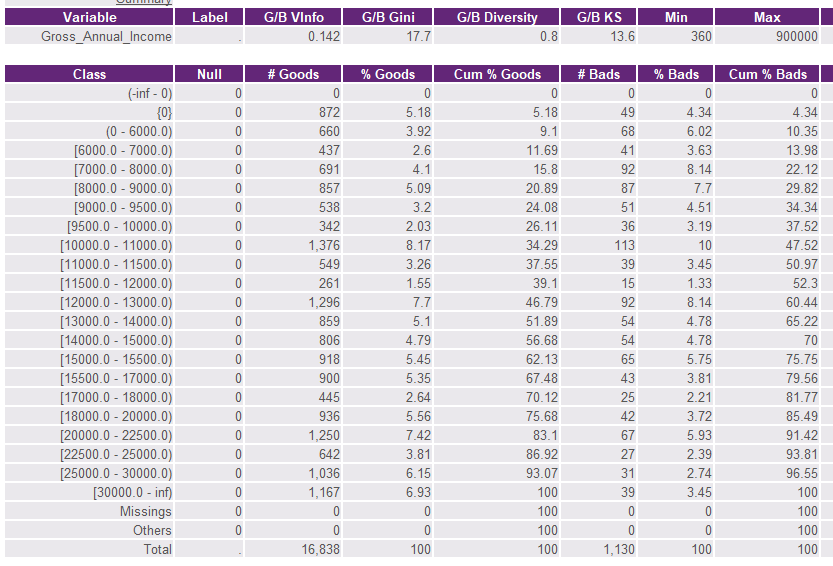 Summary
Variable Label G/B VInfo G/B Gini G/B Diversity G/B KS Min Max
Gross_Annual_Income . 0.142 17.7 0.8 13.6 360 900000
Class Null # Goods % Goods Cum % Goods # Bads % Bads Cum % Bads
(-inf - 0) 0 0 0 0 0 0 0
{0} 0 872 5.18 5.18 49 4.34 4.34
(0 - 6000.0) 0 660 3.92 9.1 68 6.02 10.35
[6000.0 - 7000.0) 0 437 2.6 11.69 41 3.63 13.98
[7000.0 - 8000.0) 0 691 4.1 15.8 92 8.14 22.12
[8000.0 - 9000.0) 0 857 5.09 20.89 87 7.7 29.82
[9000.0 - 9500.0) 0 538 3.2 24.08 51 4.51 34.34
[9500.0 - 10000.0) 0 342 2.03 26.11 36 3.19 37.52
[10000.0 - 11000.0) 0 1,376 8.17 34.29 113 10 47.52
[11000.0 - 11500.0) 0 549 3.26 37.55 39 3.45 50.97
[11500.0 - 12000.0) 0 261 1.55 39.1 15 1.33 52.3
[12000.0 - 13000.0) 0 1,296 7.7 46.79 92 8.14 60.44
[13000.0 - 14000.0) 0 859 5.1 51.89 54 4.78 65.22
[14000.0 - 15000.0) 0 806 4.79 56.68 54 4.78 70
[15000.0 - 15500.0) 0 918 5.45 62.13 65 5.75 75.75
[15500.0 - 17000.0) 0 900 5.35 67.48 43 3.81 79.56
[17000.0 - 18000.0) 0 445 2.64 70.12 25 2.21 81.77
[18000.0 - 20000.0) 0 936 5.56 75.68 42 3.72 85.49
[20000.0 - 22500.0) 0 1,250 7.42 83.1 67 5.93 91.42
[22500.0 - 25000.0) 0 642 3.81 86.92 27 2.39 93.81
[25000.0 - 30000.0) 0 1,036 6.15 93.07 31 2.74 96.55
[30000.0 - inf) 0 1,167 6.93 100 39 3.45 100
Missings 0 0 0 100 0 0 100
Others 0 0 0 100 0 0 100
Total . 16,838 100 100 1,130 100 100